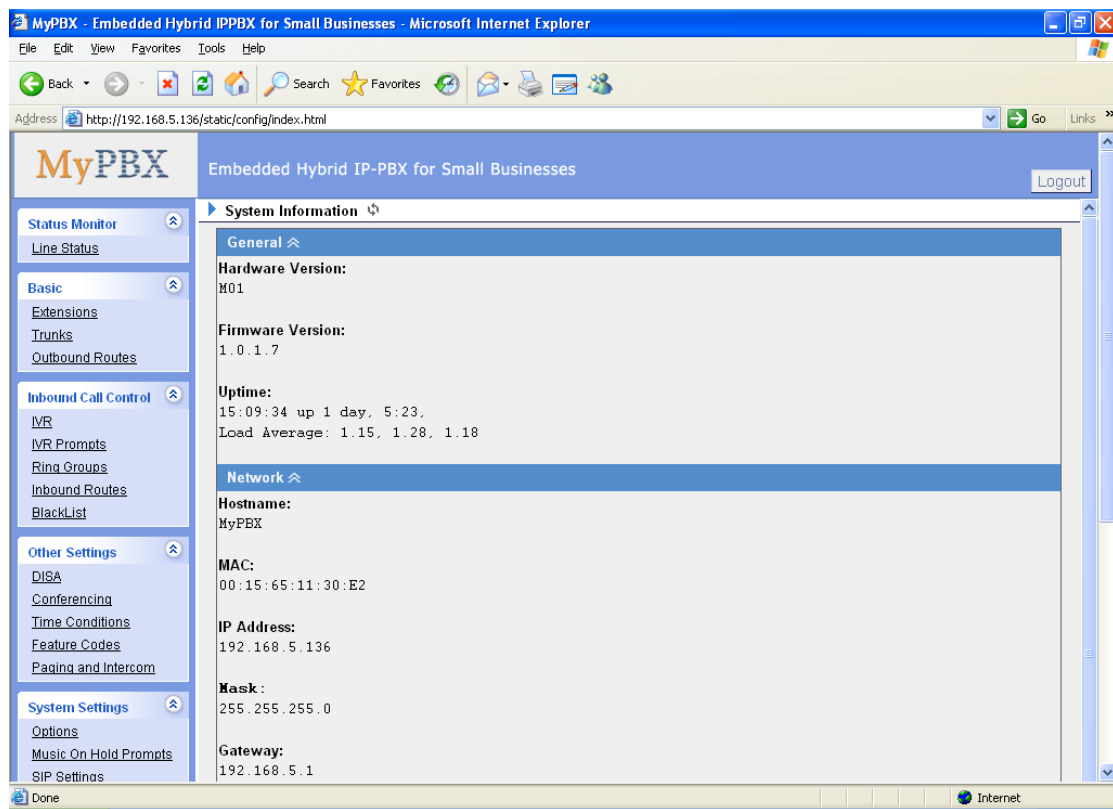 MyPBX - Embedded Hybrid IPPBX for Small Businesses - Microsoft Internet Explorer
File Edit View Favorites Tools Help
Back Search Favorites
Address http://192.168.5.136/static/config/index.html Go Links »
MyPBX
Embedded Hybrid IP-PBX for Small Businesses
Logout
Status Monitor
Line Status
Basic
Extensions
Trunks
Outbound Routes
Inbound Call Control
IVR
IVR Prompts
Ring Groups
Inbound Routes
BlackList
Other Settings
DISA
Conferencing
Time Conditions
Feature Codes
Paging and Intercom
System Settings
Options
Music On Hold Prompts
SIP Settings
System Information
General
Hardware Version:
M01
Firmware Version:
1.0.1.7
Uptime:
15:09:34 up 1 day, 5:23,
Load Average: 1.15, 1.28, 1.18
Network
Hostname:
MyPBX
MAC:
00:15:65:11:30:E2
IP Address:
192.168.5.136
Mask:
255.255.255.0
Gateway:
192.168.5.1
Done
Internet